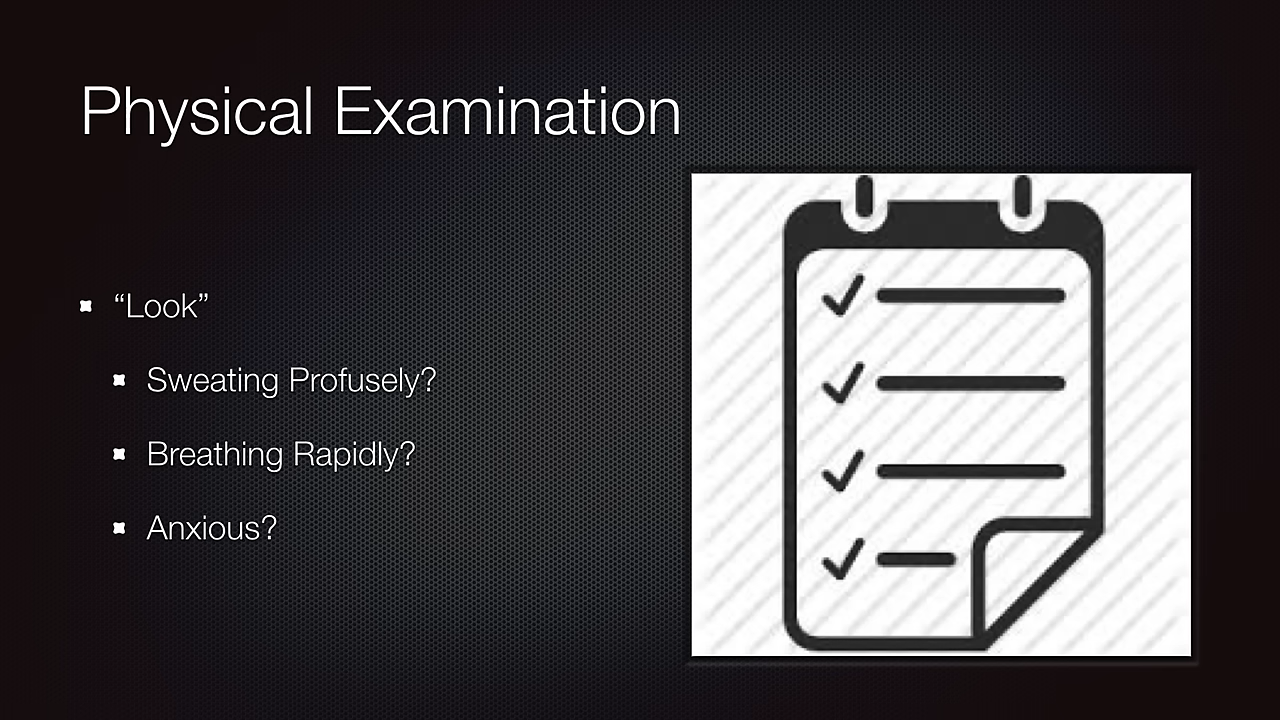 Physical Examination
“Look”
Sweating Profusely?
Breathing Rapidly?
Anxious?